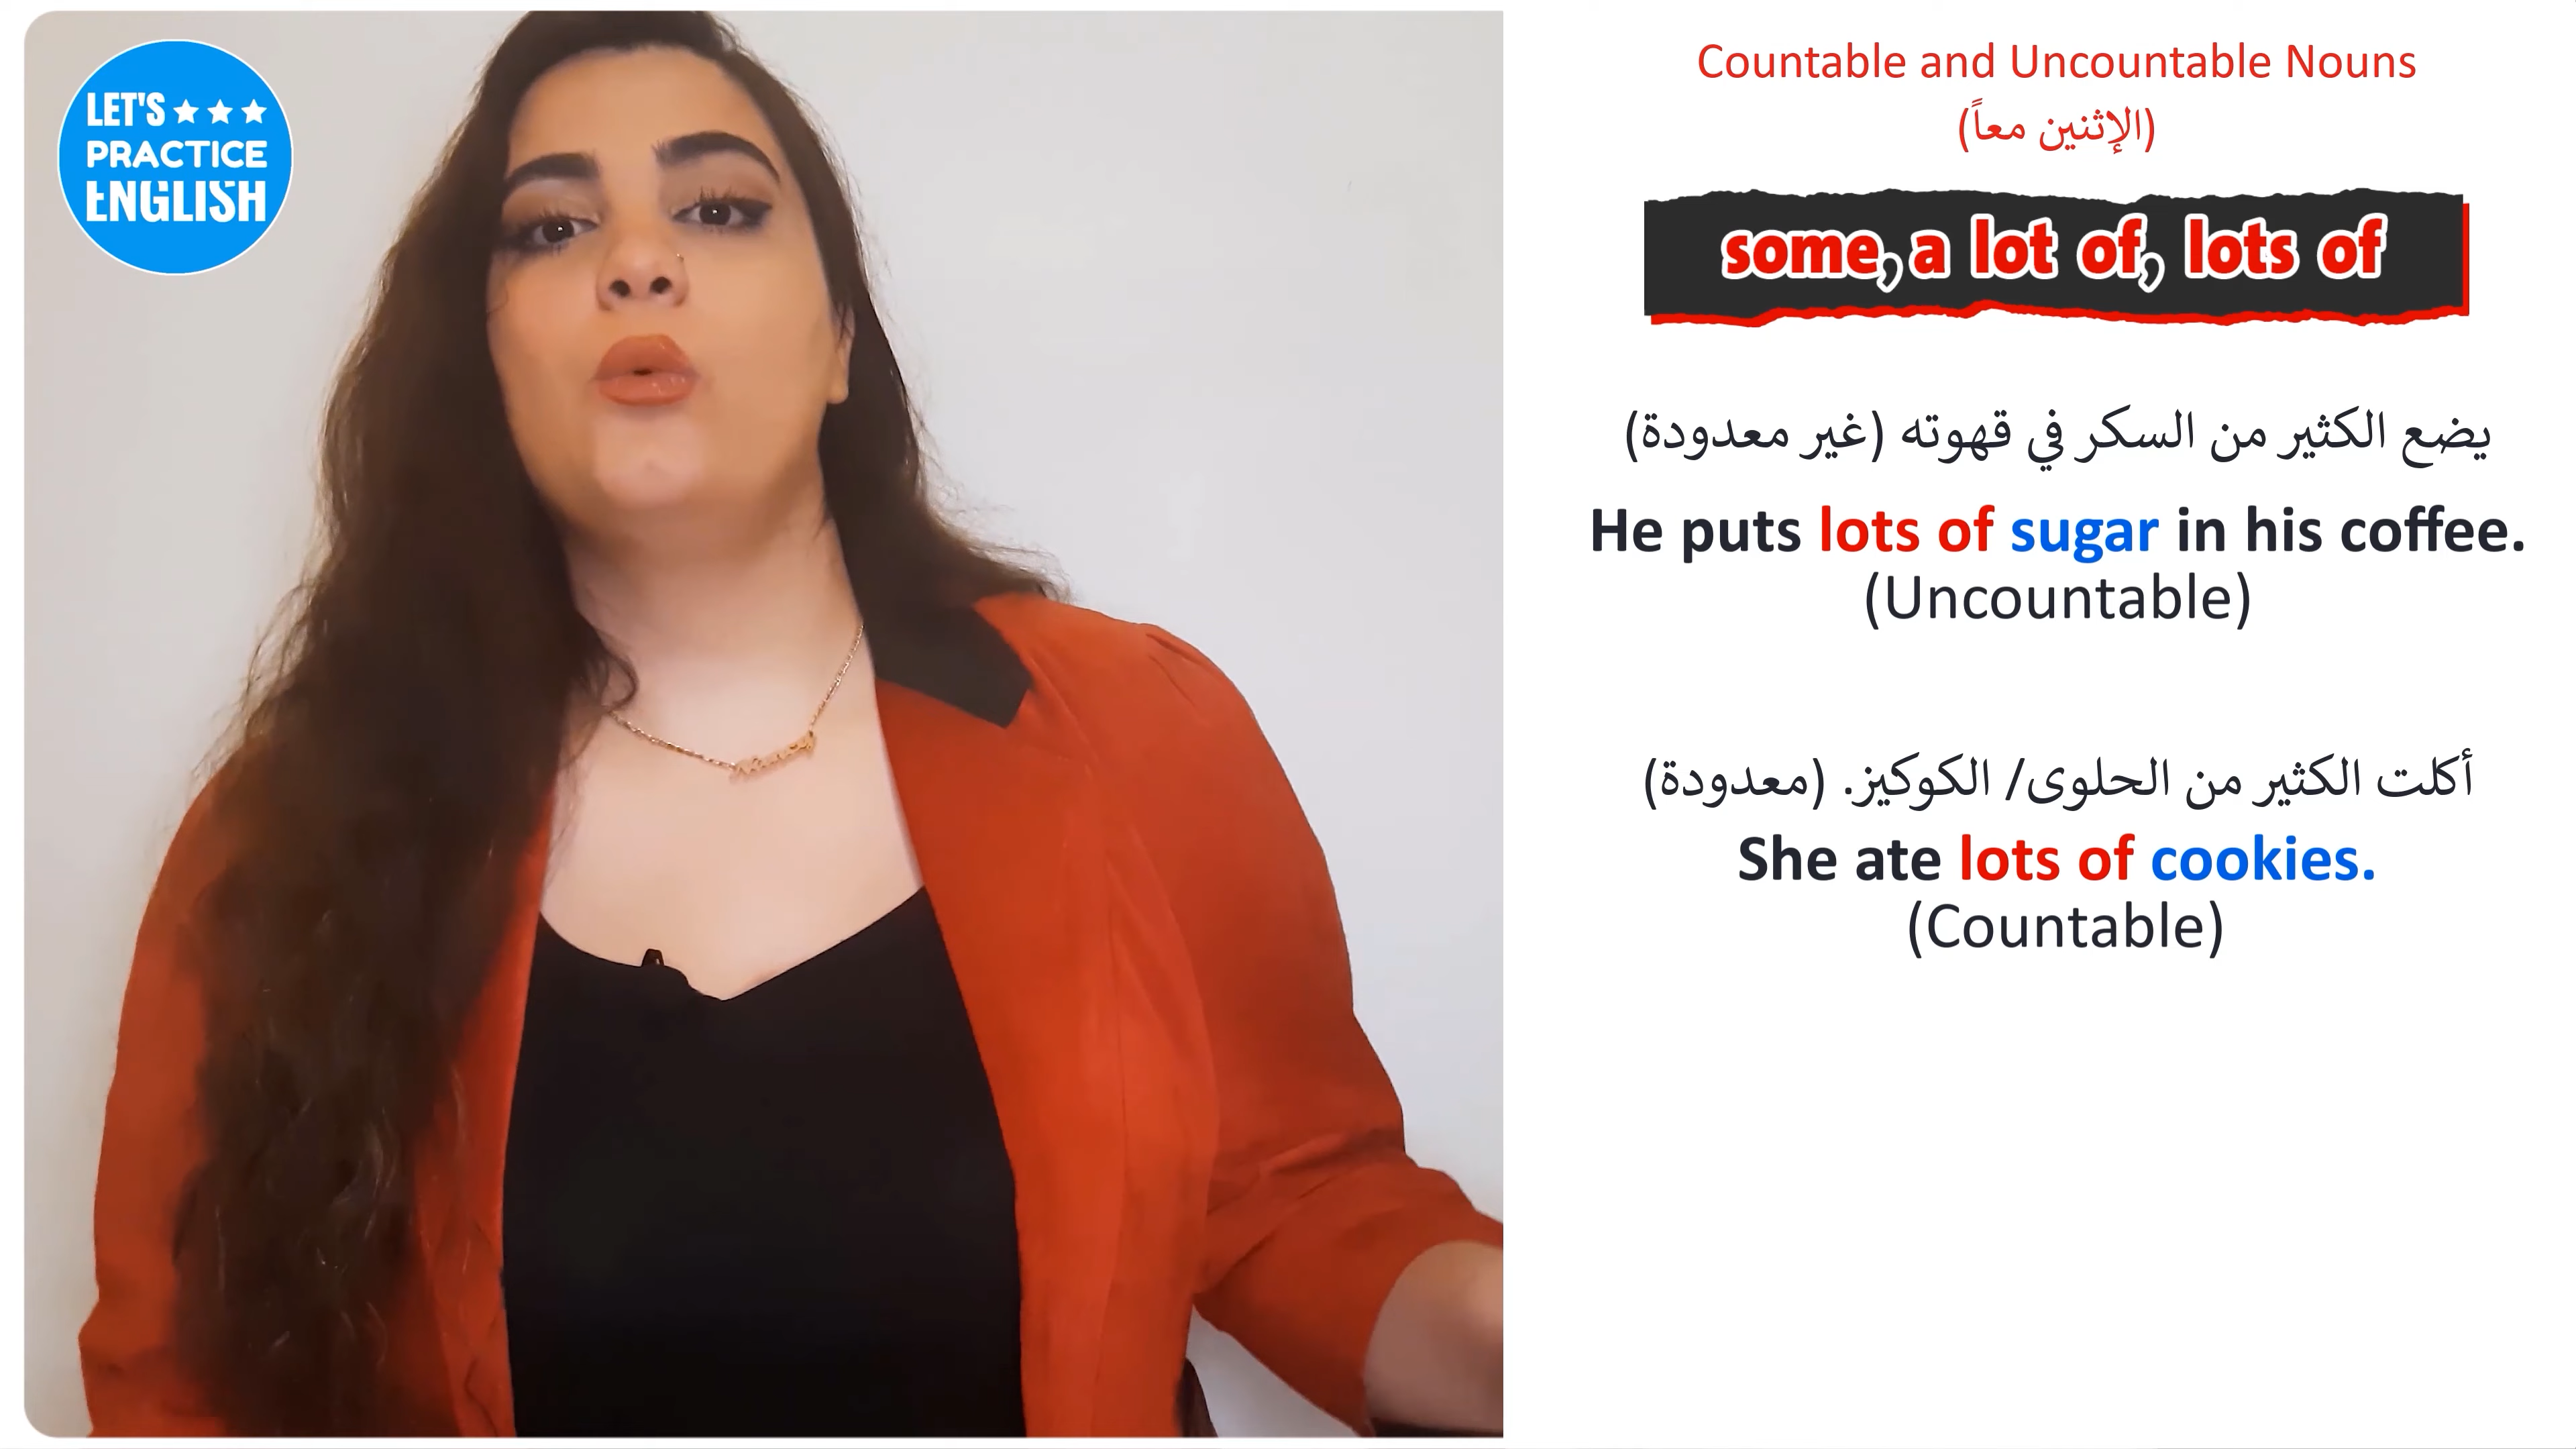 LET'S
PRACTICE
ENGLISH
Countable and Uncountable Nouns
(الإثنين معاً)
some, a lot of, lots of
يضع الكثير من السكر في قهوته (غير معدودة)
He puts lots of sugar in his coffee.
(Uncountable)
أكلت الكثير من الحلوى/ الكوكيز. (معدودة)
She ate lots of cookies.
(Countable)